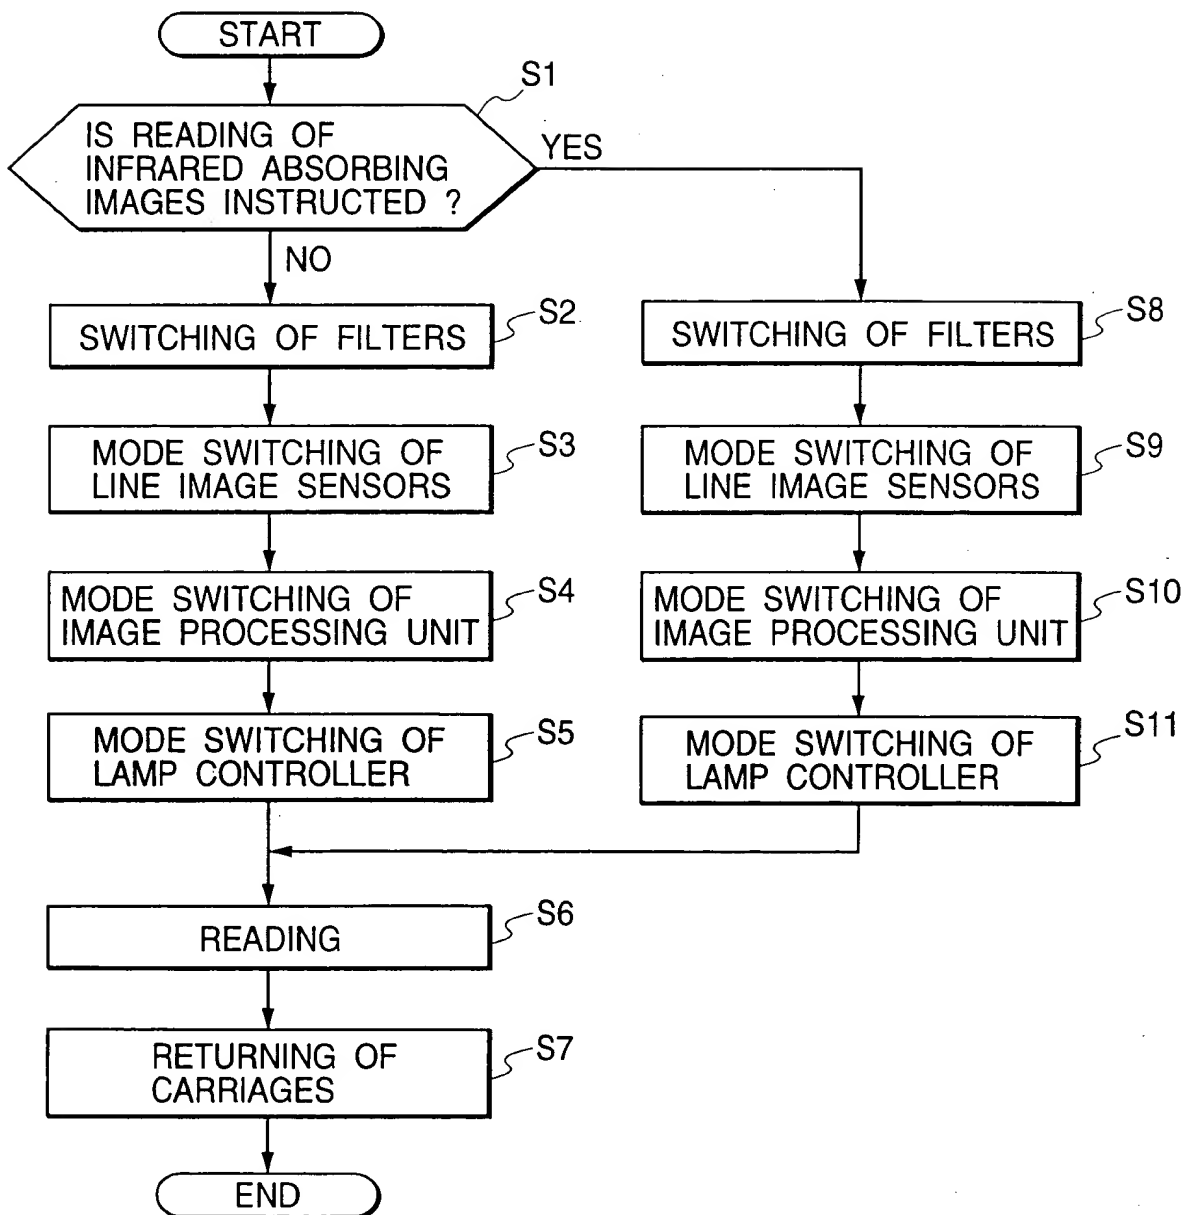 START
S1
IS READING OF
INFRARED ABSORBING
IMAGES INSTRUCTED ?
YES
NO
S2
SWITCHING OF FILTERS
S3
MODE SWITCHING OF
LINE IMAGE SENSORS
S4
MODE SWITCHING OF
IMAGE PROCESSING UNIT
S5
MODE SWITCHING OF
LAMP CONTROLLER
S8
SWITCHING OF FILTERS
S9
MODE SWITCHING OF
LINE IMAGE SENSORS
S10
MODE SWITCHING OF
IMAGE PROCESSING UNIT
S11
MODE SWITCHING OF
LAMP CONTROLLER
S6
READING
S7
RETURNING OF
CARRIAGES
END